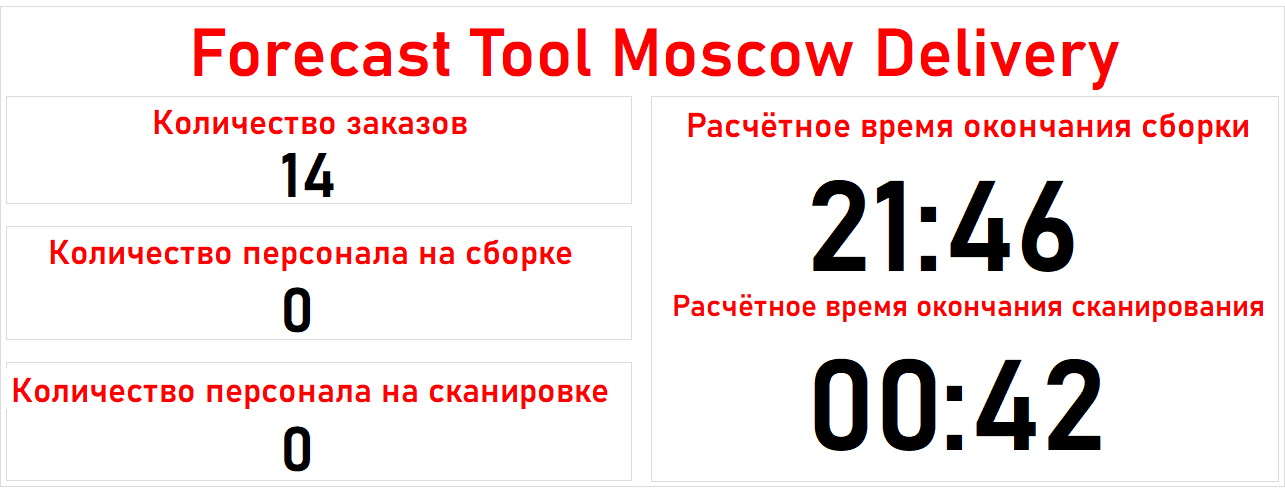 Forecast Tool Moscow Delivery
Количество заказов
14
Количество персонала на сборке
0
Количество персонала на сканировке
0
Расчётное время окончания сборки
21:46
Расчётное время окончания сканирования
00:42